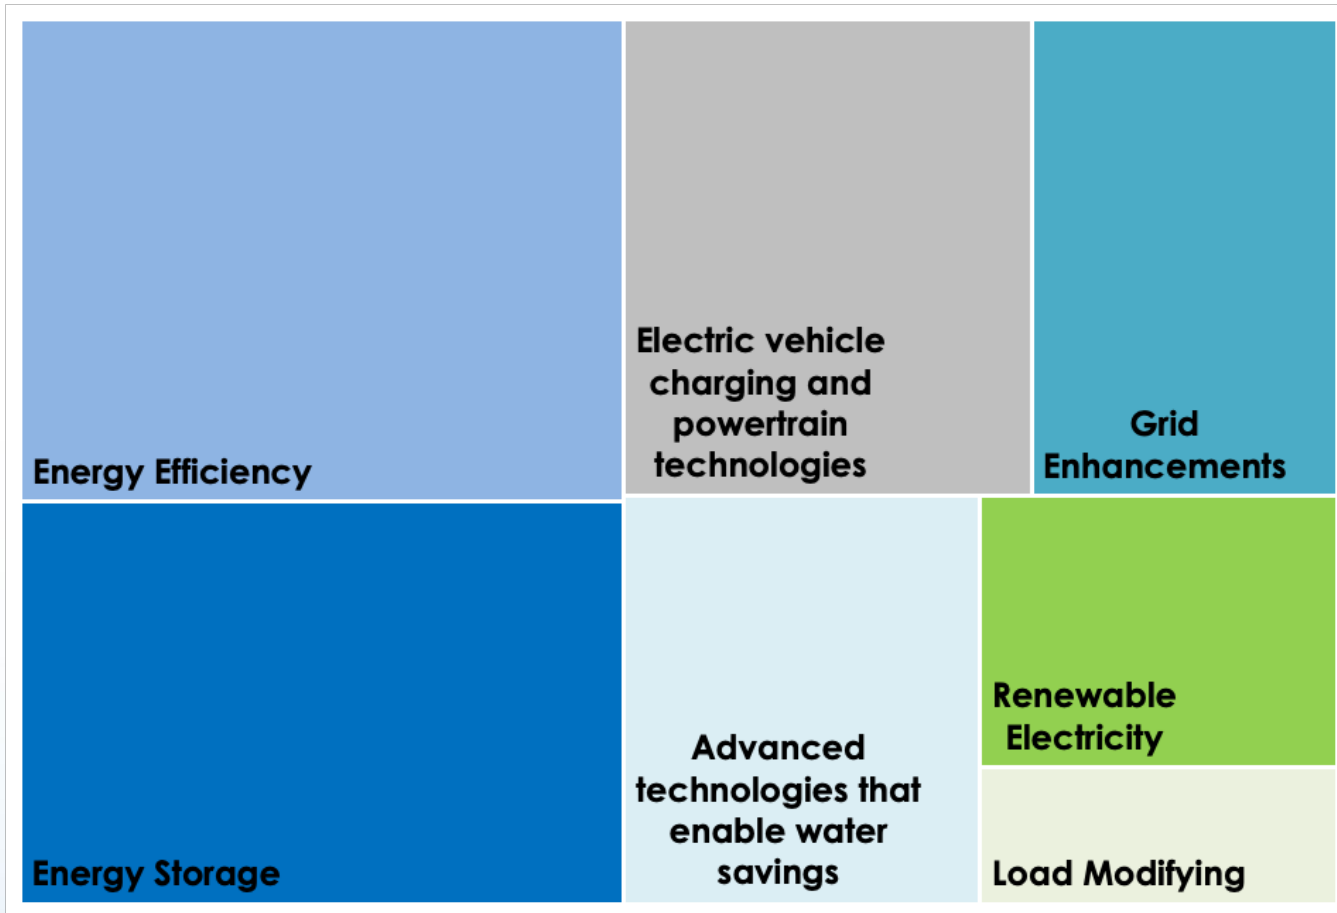 Energy Efficiency
Electric vehicle
charging and
powertrain
technologies
Grid
Enhancements
Energy Storage
Advanced
technologies that
enable water
savings
Renewable
Electricity
Load Modifying